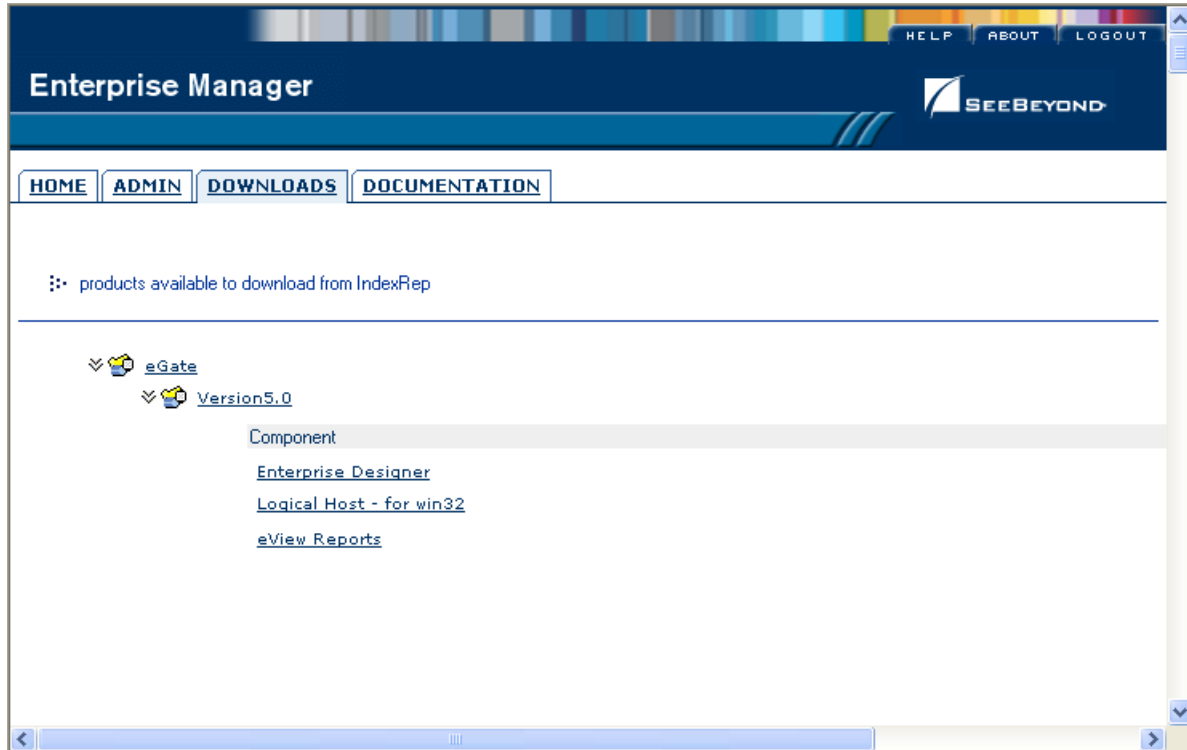 HELP ABOUT LOGOUT
Enterprise Manager
SEEBEYOND
HOME ADMIN DOWNLOADS DOCUMENTATION
products available to download from IndexRep
eGate
Version5.0
Component
Enterprise Designer
Logical Host - for win32
eView Reports